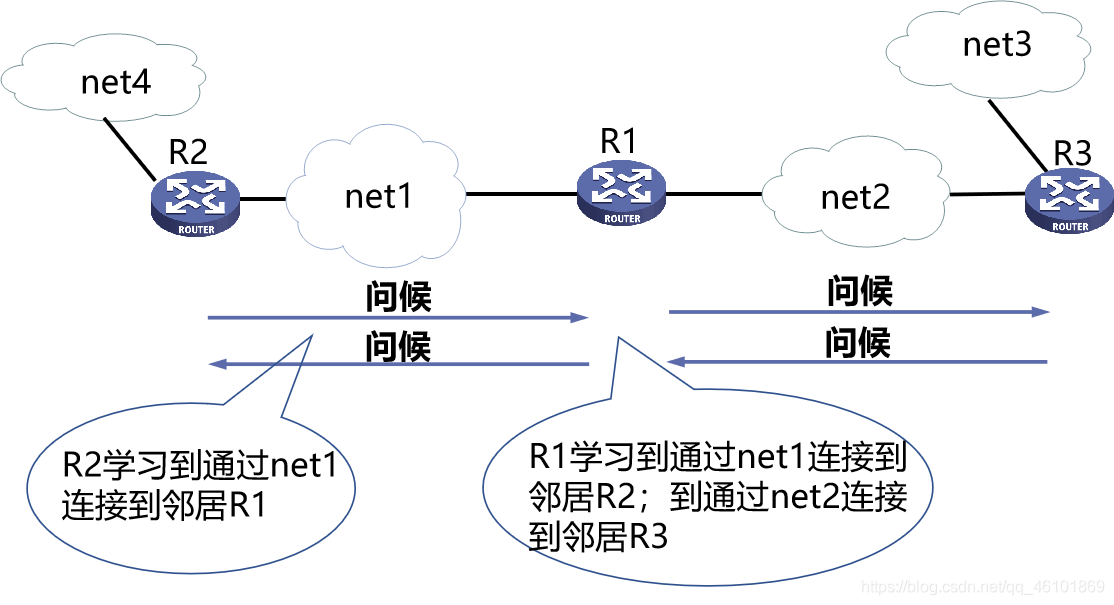 net3
net4
R1
R2
R3
net1
net2
ROUTER
ROUTER
ROUTER
问候
问候
问候
问候
R2学习到通过net1
连接到邻居R1
R1学习到通过net1连接到
邻居R2；到通过net2连接
到邻居R3
https://blog.csdn.net/qq_46101869